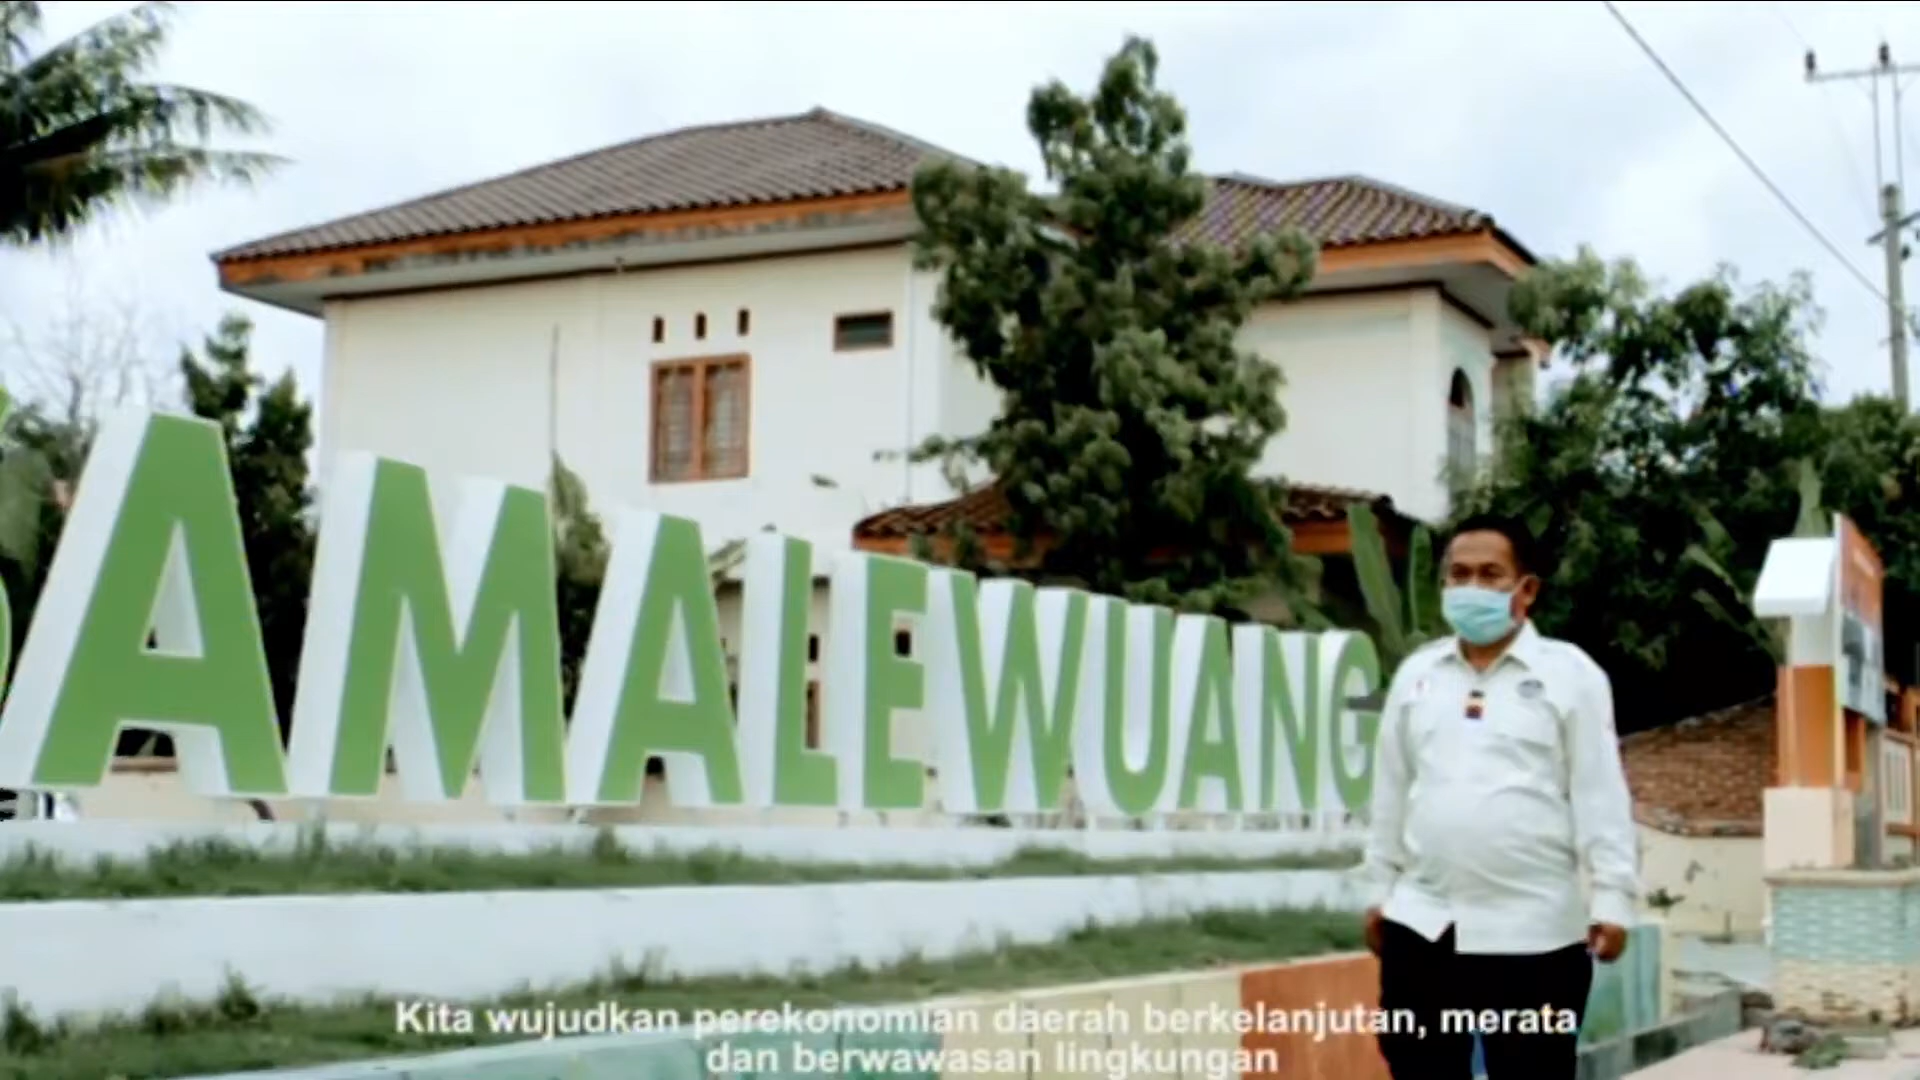 AMALEWUANG
Kita wujudkan perekonomian daerah berkelanjutan, merata
dan berwawasan lingkungan